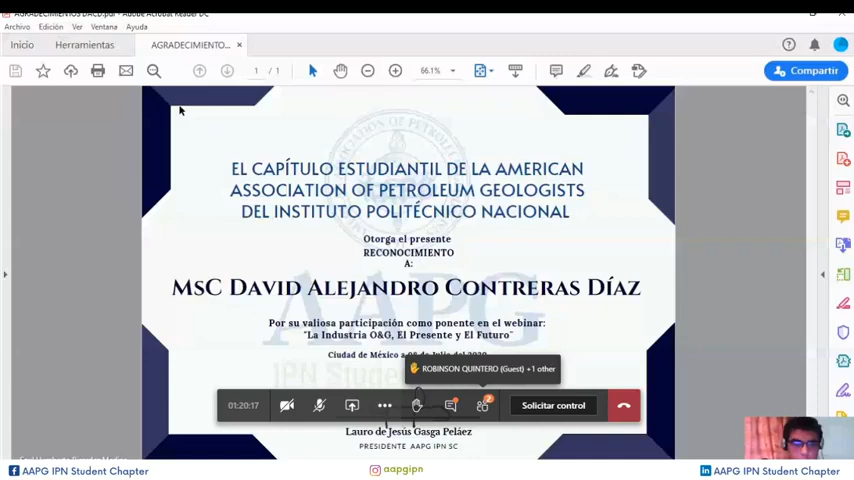 AGRADECIMIENTOS DACD.pdf - Adobe Acrobat Reader DC
Archivo Edición Ver Ventana Ayuda
Inicio Herramientas AGRADECIMIENTO... ×
1 / 1 66.1% Compartir
EL CAPÍTULO ESTUDIANTIL DE LA AMERICAN
ASSOCIATION OF PETROLEUM GEOLOGISTS
DEL INSTITUTO POLITÉCNICO NACIONAL
Otorga el presente
RECONOCIMIENTO
A:
MSC DAVID ALEJANDRO CONTRERAS DÍAZ
AAPG
Por su valiosa participación como ponente en el webinar:
"La Industria O&G, El Presente y El Futuro"
Ciudad de México a
ROBINSON QUINTERO (Guest) +1 other
IPN Student
01:20:17 2 Solicitar control
Lauro de Jesús Gasga Peláez
PRESIDENTE AAPG IPN SC
AAPG IPN Student Chapter aapgipn AAPG IPN Student Chapter